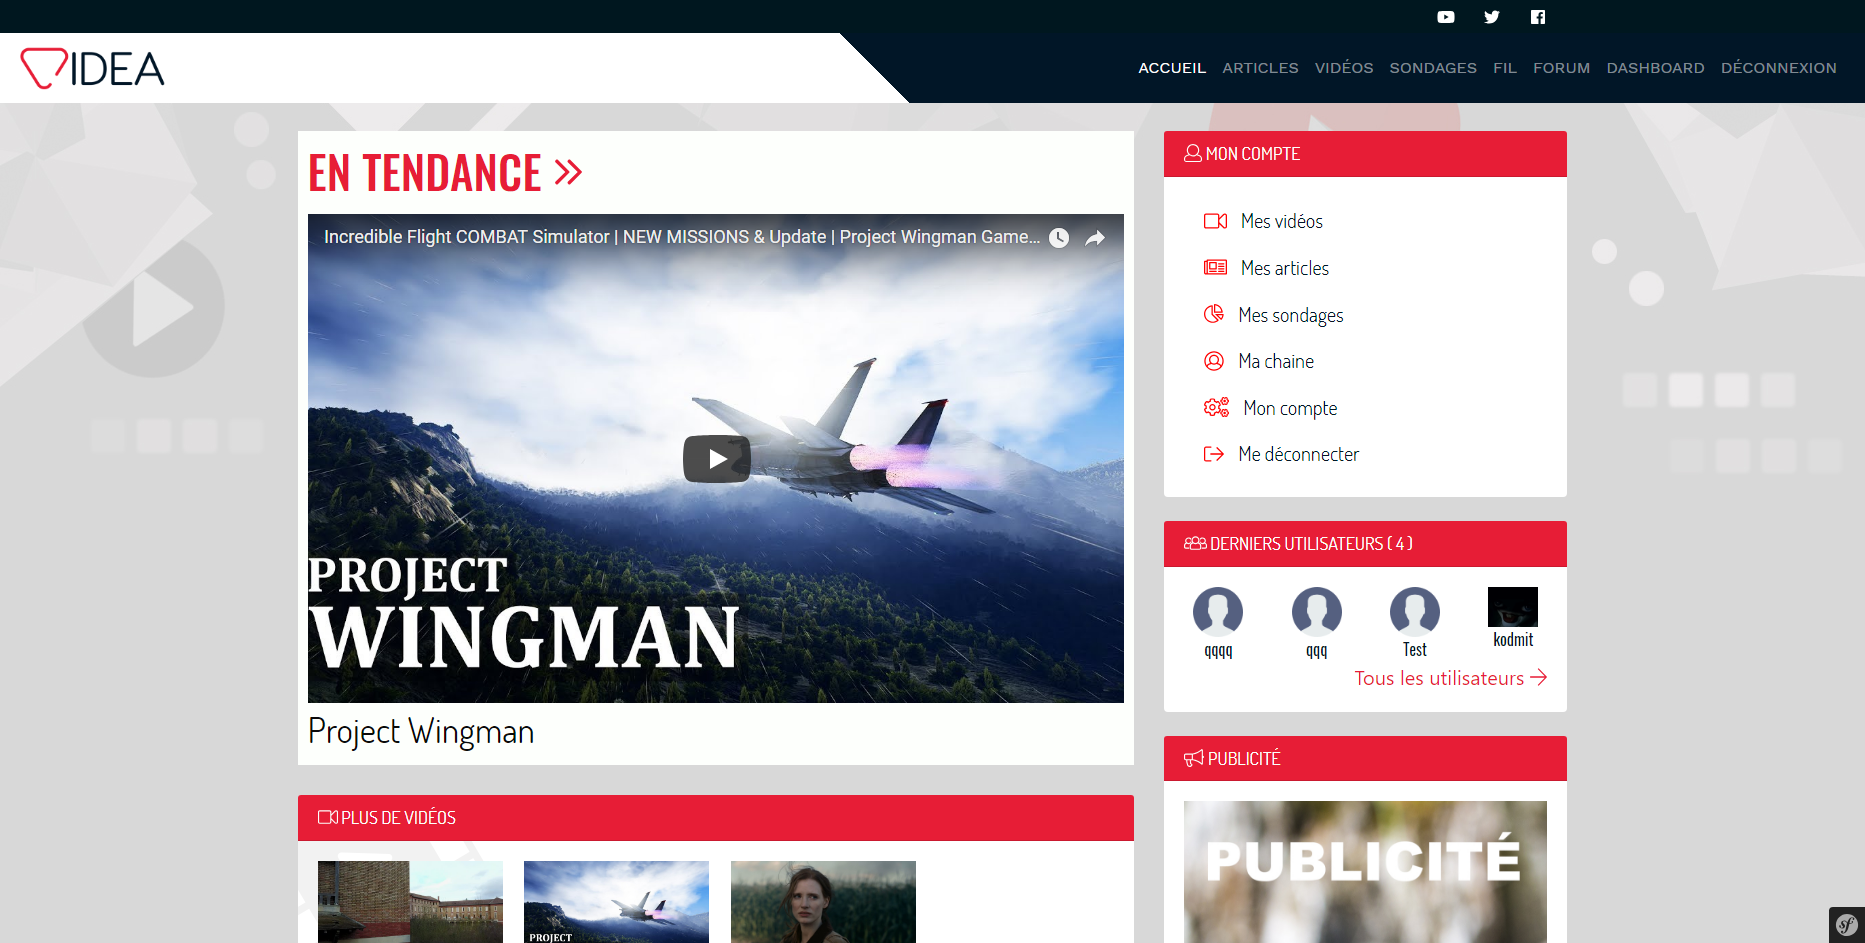 VIDEA
ACCUEIL ARTICLES VIDÉOS SONDAGES FIL FORUM DASHBOARD DÉCONNEXION
EN TENDANCE
Incredible Flight COMBAT Simulator | NEW MISSIONS & Update | Project Wingman Game...
PROJECT
WINGMAN
Project Wingman
PLUS DE VIDÉOS
PROJECT
MON COMPTE
Mes vidéos
Mes articles
Mes sondages
Ma chaine
Mon compte
Me déconnecter
DERNIERS UTILISATEURS ( 4 )
qqqq qqq Test kodmit
Tous les utilisateurs
PUBLICITÉ
PUBLICITÉ
sf